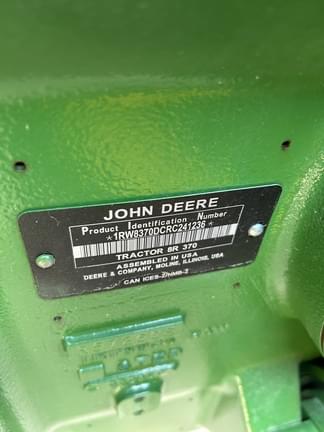 JOHN DEERE
Product Identification Number
*1RW8370DCRC241236*
TRACTOR 8R 370
ASSEMBLED IN USA
DEERE & COMPANY, MOLINE, ILLINOIS, USA
CAN ICES-2/NMB-2